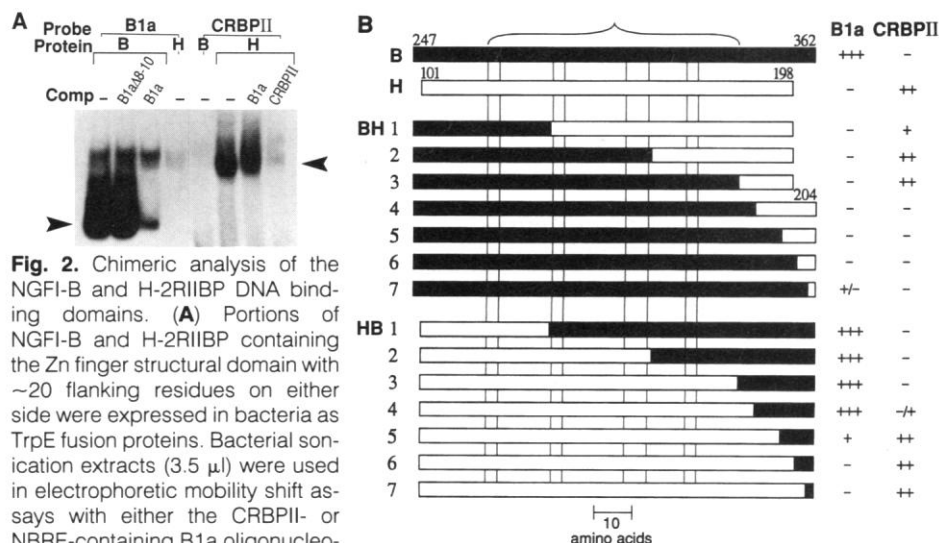 A
B1a CRBPII
Probe
Protein B H B H
Comp – B1aΔ8-10 B1a – – – B1a CRBPII
Fig. 2. Chimeric analysis of the
NGFI-B and H-2RIIBP DNA bind-
ing domains. (A) Portions of
NGFI-B and H-2RIIBP containing
the Zn finger structural domain with
~20 flanking residues on either
side were expressed in bacteria as
TrpE fusion proteins. Bacterial son-
ication extracts (3.5 µl) were used
in electrophoretic mobility shift as-
says with either the CRBPII- or
NBRE-containing B1a oligonucleo-
B
B1a CRBPII
247 362
B +++ –
101 198
H – ++
BH 1 – +
2 – ++
3 – ++
204
4 – –
5 – –
6 – –
7 +/– –
HB 1 +++ –
2 +++ –
3 +++ –
4 +++ –/+
5 + ++
6 – ++
7 – ++
10
amino acids